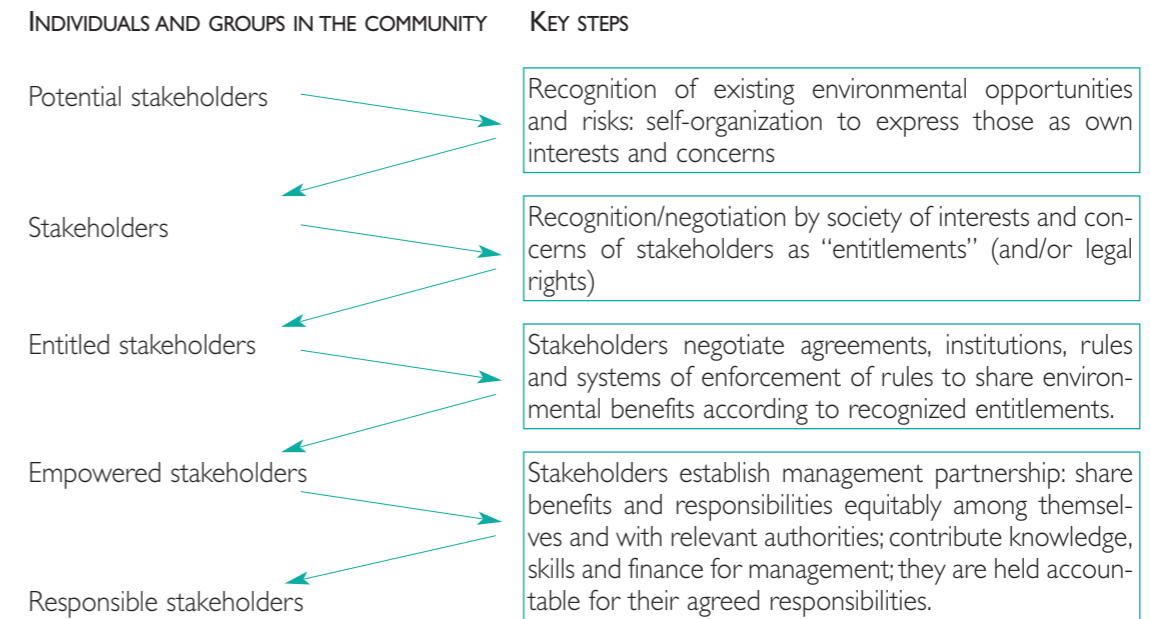 INDIVIDUALS AND GROUPS IN THE COMMUNITY
KEY STEPS
Potential stakeholders
Recognition of existing environmental opportunities
and risks: self-organization to express those as own
interests and concerns
Stakeholders
Recognition/negotiation by society of interests and con-
cerns of stakeholders as “entitlements” (and/or legal
rights)
Entitled stakeholders
Stakeholders negotiate agreements, institutions, rules
and systems of enforcement of rules to share environ-
mental benefits according to recognized entitlements.
Empowered stakeholders
Stakeholders establish management partnership: share
benefits and responsibilities equitably among themsel-
ves and with relevant authorities; contribute knowledge,
skills and finance for management; they are held accoun-
table for their agreed responsibilities.
Responsible stakeholders